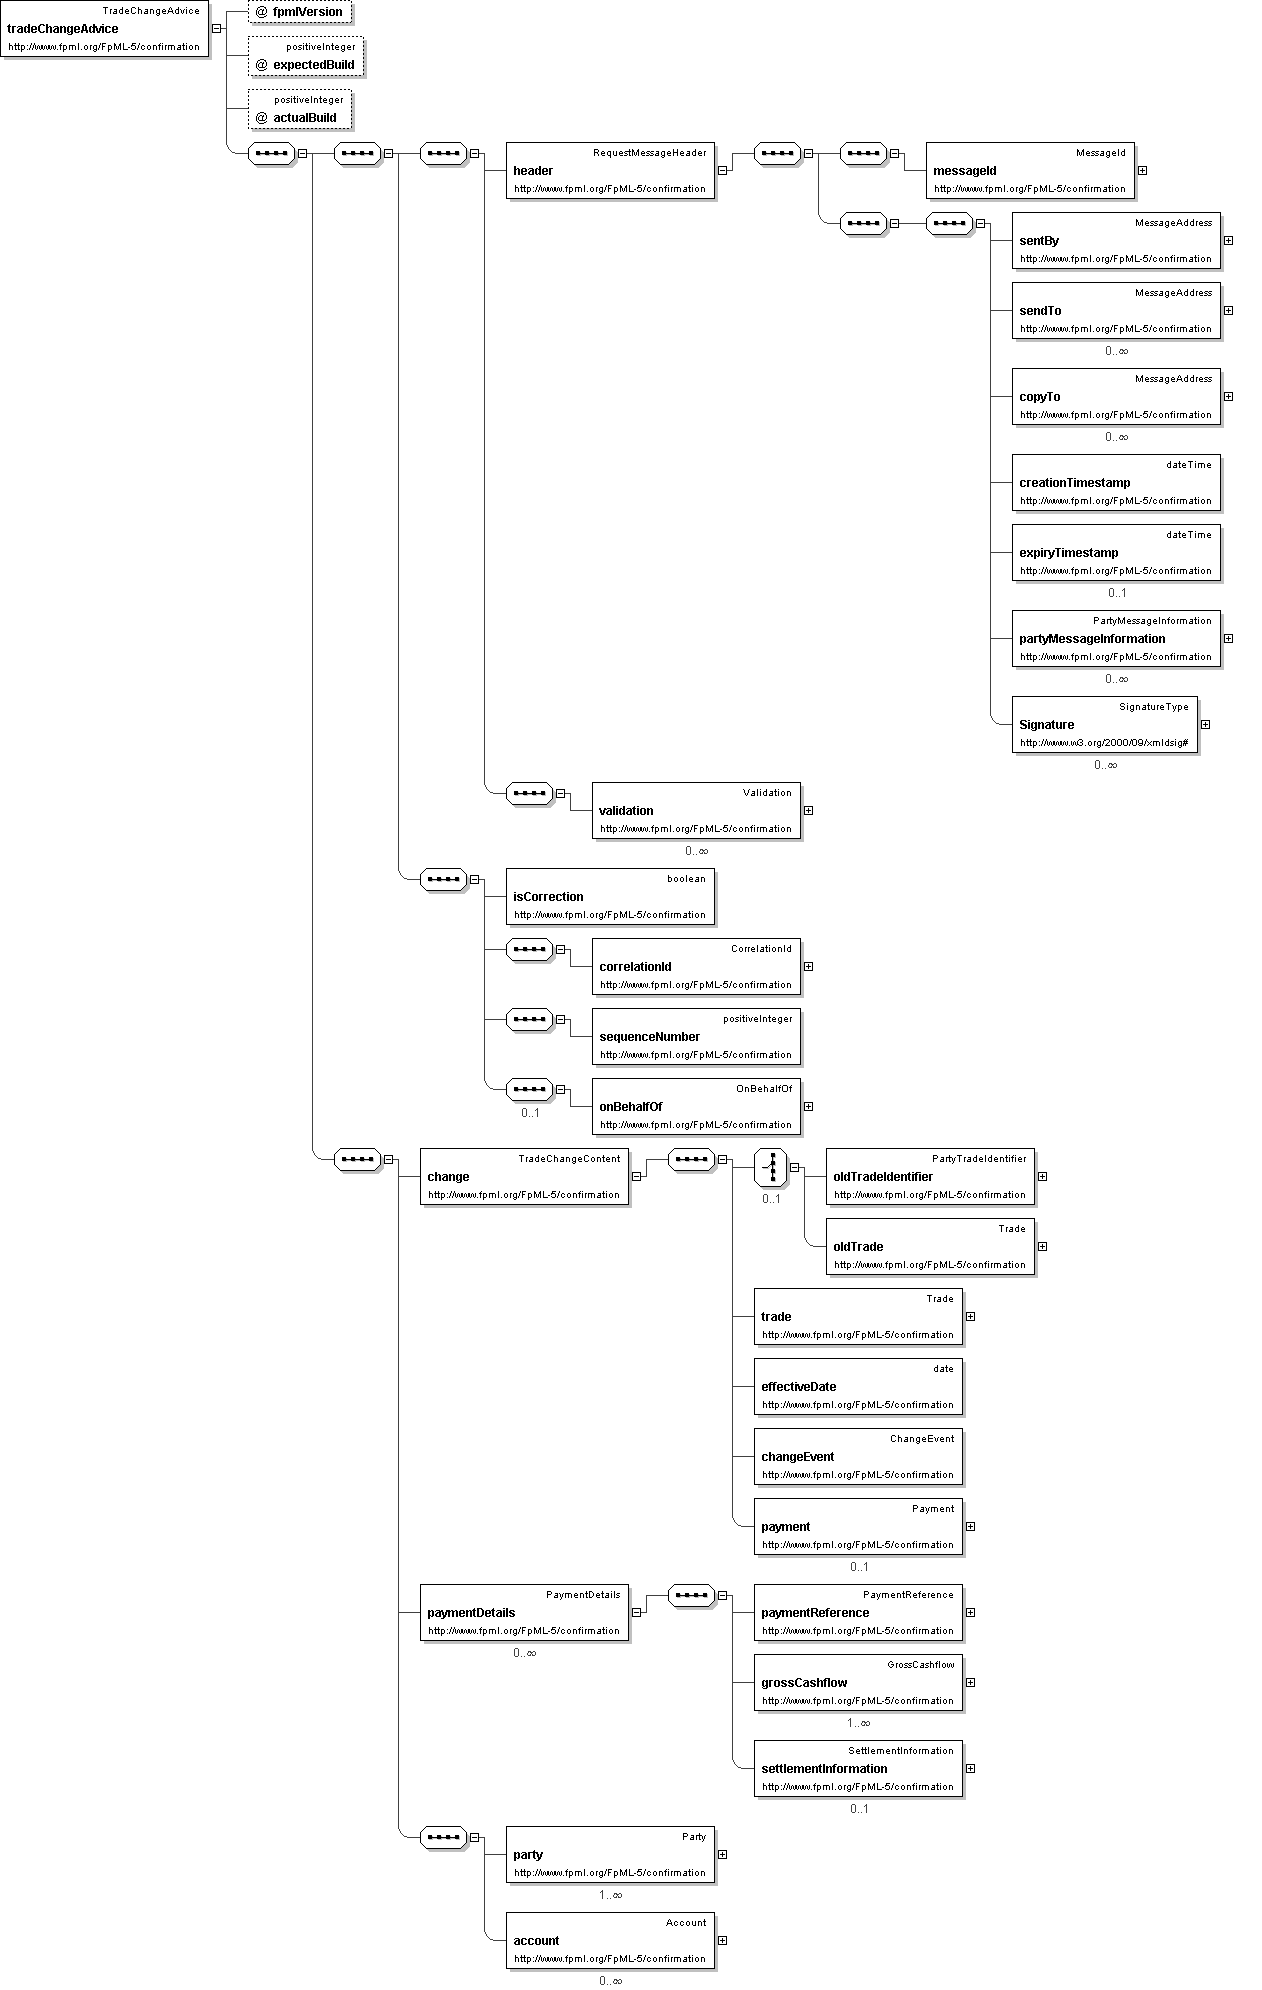 TradeChangeAdvice
tradeChangeAdvice
http://www.fpml.org/FpML-5/confirmation
@ fpmlVersion
positiveInteger
@ expectedBuild
positiveInteger
@ actualBuild
RequestMessageHeader
header
http://www.fpml.org/FpML-5/confirmation
MessageId
messageId
http://www.fpml.org/FpML-5/confirmation
MessageAddress
sentBy
http://www.fpml.org/FpML-5/confirmation
MessageAddress
sendTo
http://www.fpml.org/FpML-5/confirmation
0..∞
MessageAddress
copyTo
http://www.fpml.org/FpML-5/confirmation
0..∞
dateTime
creationTimestamp
http://www.fpml.org/FpML-5/confirmation
dateTime
expiryTimestamp
http://www.fpml.org/FpML-5/confirmation
0..1
PartyMessageInformation
partyMessageInformation
http://www.fpml.org/FpML-5/confirmation
0..∞
SignatureType
Signature
http://www.w3.org/2000/09/xmldsig#
0..∞
Validation
validation
http://www.fpml.org/FpML-5/confirmation
0..∞
boolean
isCorrection
http://www.fpml.org/FpML-5/confirmation
CorrelationId
correlationId
http://www.fpml.org/FpML-5/confirmation
positiveInteger
sequenceNumber
http://www.fpml.org/FpML-5/confirmation
0..1
OnBehalfOf
onBehalfOf
http://www.fpml.org/FpML-5/confirmation
TradeChangeContent
change
http://www.fpml.org/FpML-5/confirmation
0..1
PartyTradeIdentifier
oldTradeIdentifier
http://www.fpml.org/FpML-5/confirmation
Trade
oldTrade
http://www.fpml.org/FpML-5/confirmation
Trade
trade
http://www.fpml.org/FpML-5/confirmation
date
effectiveDate
http://www.fpml.org/FpML-5/confirmation
ChangeEvent
changeEvent
http://www.fpml.org/FpML-5/confirmation
Payment
payment
http://www.fpml.org/FpML-5/confirmation
0..1
PaymentDetails
paymentDetails
http://www.fpml.org/FpML-5/confirmation
0..∞
PaymentReference
paymentReference
http://www.fpml.org/FpML-5/confirmation
GrossCashflow
grossCashflow
http://www.fpml.org/FpML-5/confirmation
1..∞
SettlementInformation
settlementInformation
http://www.fpml.org/FpML-5/confirmation
0..1
Party
party
http://www.fpml.org/FpML-5/confirmation
1..∞
Account
account
http://www.fpml.org/FpML-5/confirmation
0..∞